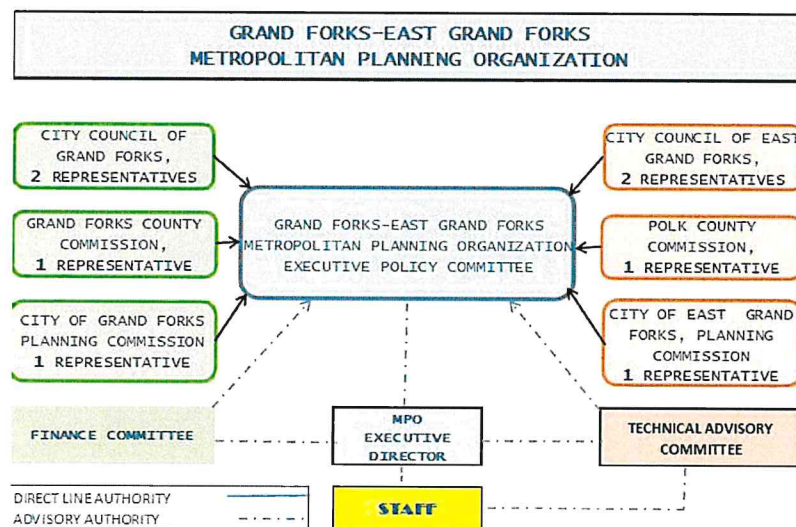 GRAND FORKS-EAST GRAND FORKS
METROPOLITAN PLANNING ORGANIZATION
CITY COUNCIL OF
GRAND FORKS,
2 REPRESENTATIVES
GRAND FORKS COUNTY
COMMISSION,
1 REPRESENTATIVE
CITY OF GRAND FORKS
PLANNING COMMISSION
1 REPRESENTATIVE
GRAND FORKS-EAST GRAND FORKS
METROPOLITAN PLANNING ORGANIZATION
EXECUTIVE POLICY COMMITTEE
CITY COUNCIL OF EAST
GRAND FORKS,
2 REPRESENTATIVES
POLK COUNTY
COMMISSION,
1 REPRESENTATIVE
CITY OF EAST GRAND
FORKS, PLANNING
COMMISSION
1 REPRESENTATIVE
FINANCE COMMITTEE
MPO
EXECUTIVE
DIRECTOR
TECHNICAL ADVISORY
COMMITTEE
STAFF
DIRECT LINE AUTHORITY
ADVISORY AUTHORITY